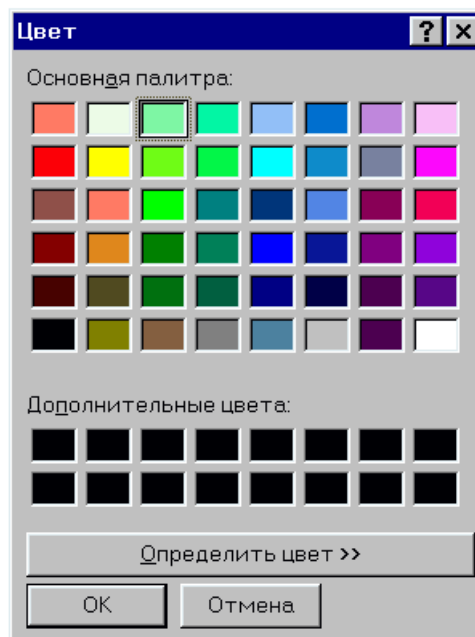 Цвет
Основная палитра:
Дополнительные цвета:
Определить цвет >>
OK Отмена